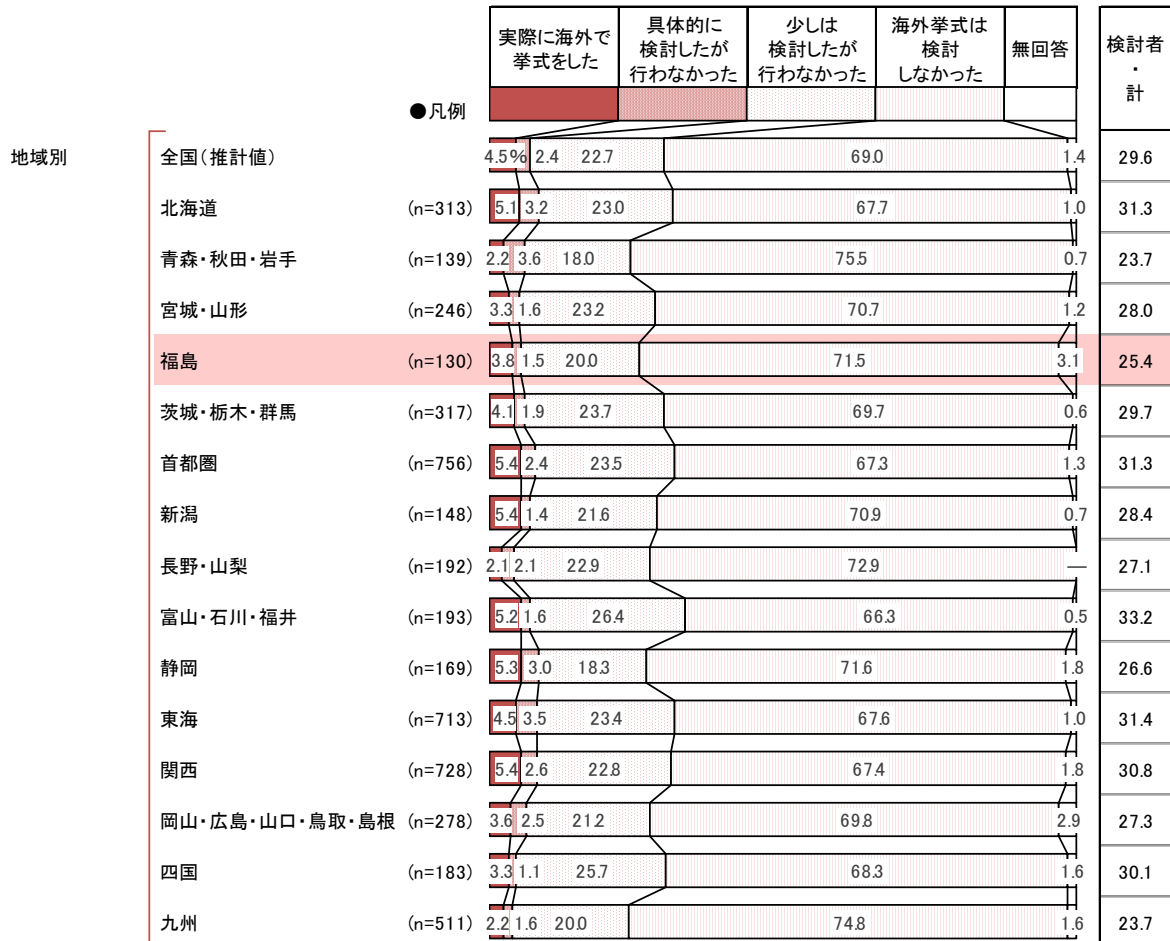 実際に海外で
挙式をした
具体的に
検討したが
行わなかった
少しは
検討したが
行わなかった
海外挙式は
検討
しなかった
無回答
検討者
・
計
●凡例
地域別
全国(推計値) 4.5% 2.4 22.7 69.0 1.4 29.6
北海道 (n=313) 5.1 3.2 23.0 67.7 1.0 31.3
青森・秋田・岩手 (n=139) 2.2 3.6 18.0 75.5 0.7 23.7
宮城・山形 (n=246) 3.3 1.6 23.2 70.7 1.2 28.0
福島 (n=130) 3.8 1.5 20.0 71.5 3.1 25.4
茨城・栃木・群馬 (n=317) 4.1 1.9 23.7 69.7 0.6 29.7
首都圏 (n=756) 5.4 2.4 23.5 67.3 1.3 31.3
新潟 (n=148) 5.4 1.4 21.6 70.9 0.7 28.4
長野・山梨 (n=192) 2.1 2.1 22.9 72.9 ― 27.1
富山・石川・福井 (n=193) 5.2 1.6 26.4 66.3 0.5 33.2
静岡 (n=169) 5.3 3.0 18.3 71.6 1.8 26.6
東海 (n=713) 4.5 3.5 23.4 67.6 1.0 31.4
関西 (n=728) 5.4 2.6 22.8 67.4 1.8 30.8
岡山・広島・山口・鳥取・島根 (n=278) 3.6 2.5 21.2 69.8 2.9 27.3
四国 (n=183) 3.3 1.1 25.7 68.3 1.6 30.1
九州 (n=511) 2.2 1.6 20.0 74.8 1.6 23.7